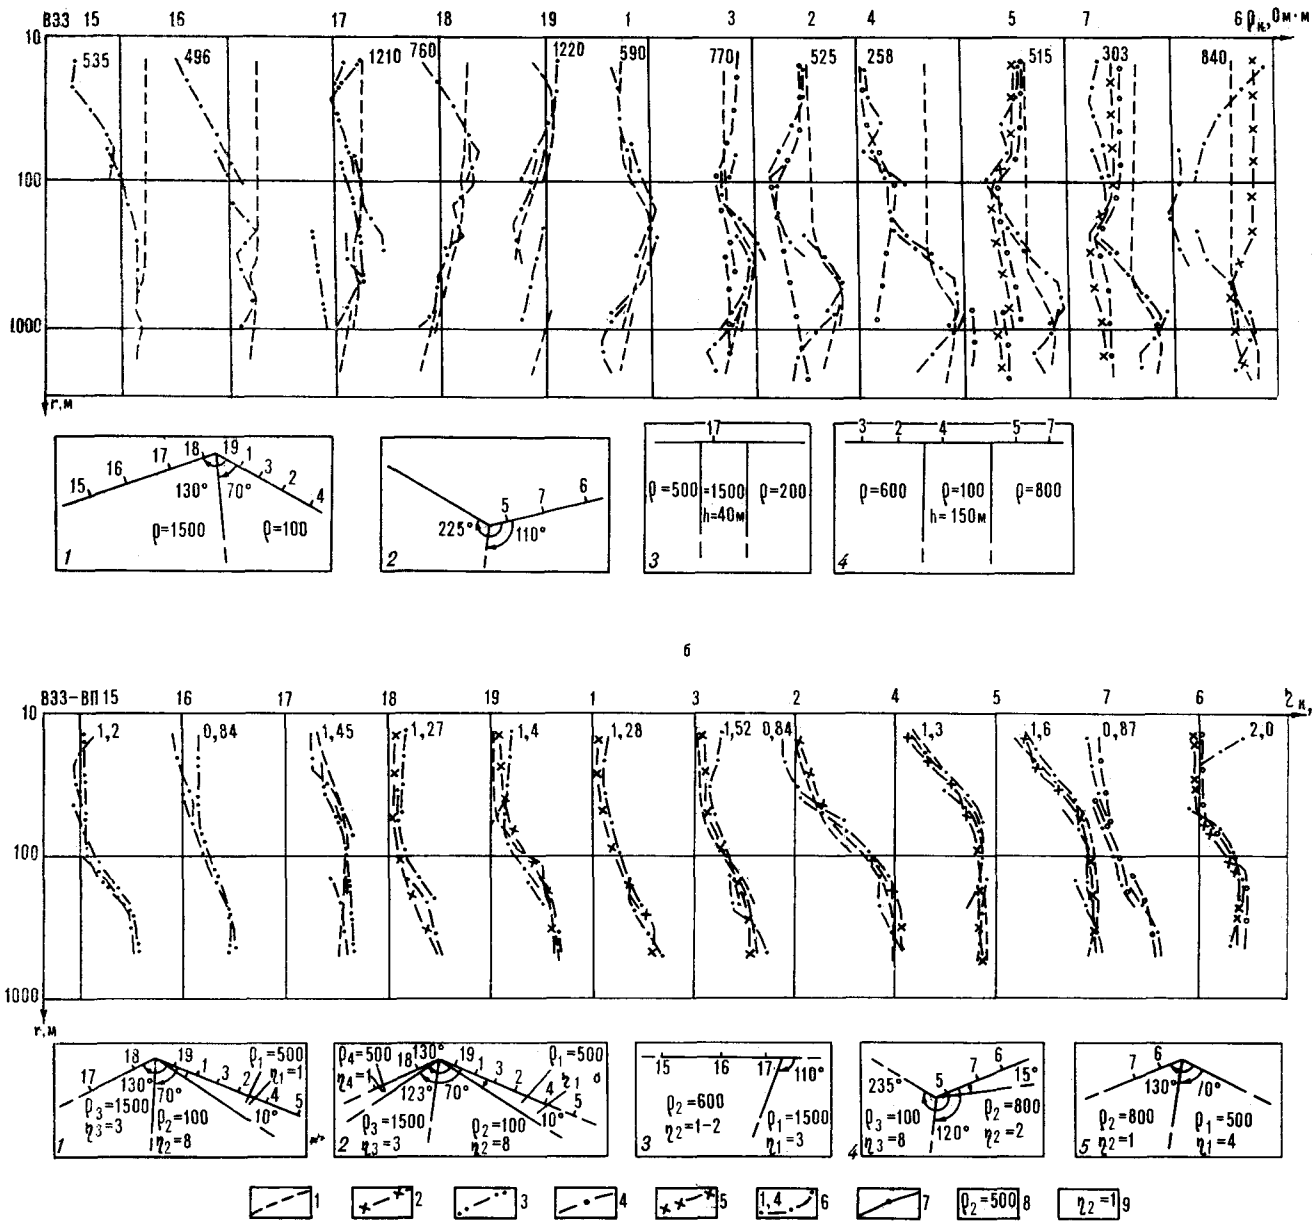 ВЭЗ 15 16 17 18 19 1 3 2 4 5 7 6 ρк, Ом·м
10
535 496 1210 760 1220 590 770 525 258 515 303 840
100
1000
r, м
15 16 17 18 19 1 3 2 4
130° 70°
ρ=1500 ρ=100
1
5 7 6
225° 110°
2
17
ρ=500 =1500 ρ=200
h=40м
3
3 2 4 5 7
ρ=600 ρ=100 ρ=800
h=150м
4
б
ВЭЗ-ВП 15 16 17 18 19 1 3 2 4 5 7 6 ηк,
10
1,2 0,84 1,45 1,27 1,4 1,28 1,52 0,84 1,3 1,6 0,87 2,0
100
1000
r, м
17 18 19 1 3 2 4 5
ρ1=500
η1=1
130° 70° 10°
ρ3=1500 ρ2=100
η3=3 η2=8
1
ρ4=500 18 130° 19 1 3 2 4 5 ρ1=500
η4=1 η1
123° 70° 10°
ρ3=1500 ρ2=100
η3=3 η2=8
2
15 16 17
110°
ρ2=600 ρ1=1500
η2=1-2 η1=3
3
5 7 6
235° 15°
ρ3=100 ρ2=800
η3=8 η2=2
120°
4
7 6
130° 70°
ρ2=800 ρ1=500
η2=1 η1=4
5
1 2 3 4 5 1,4 6 7 ρ2=500 8 η2=1 9